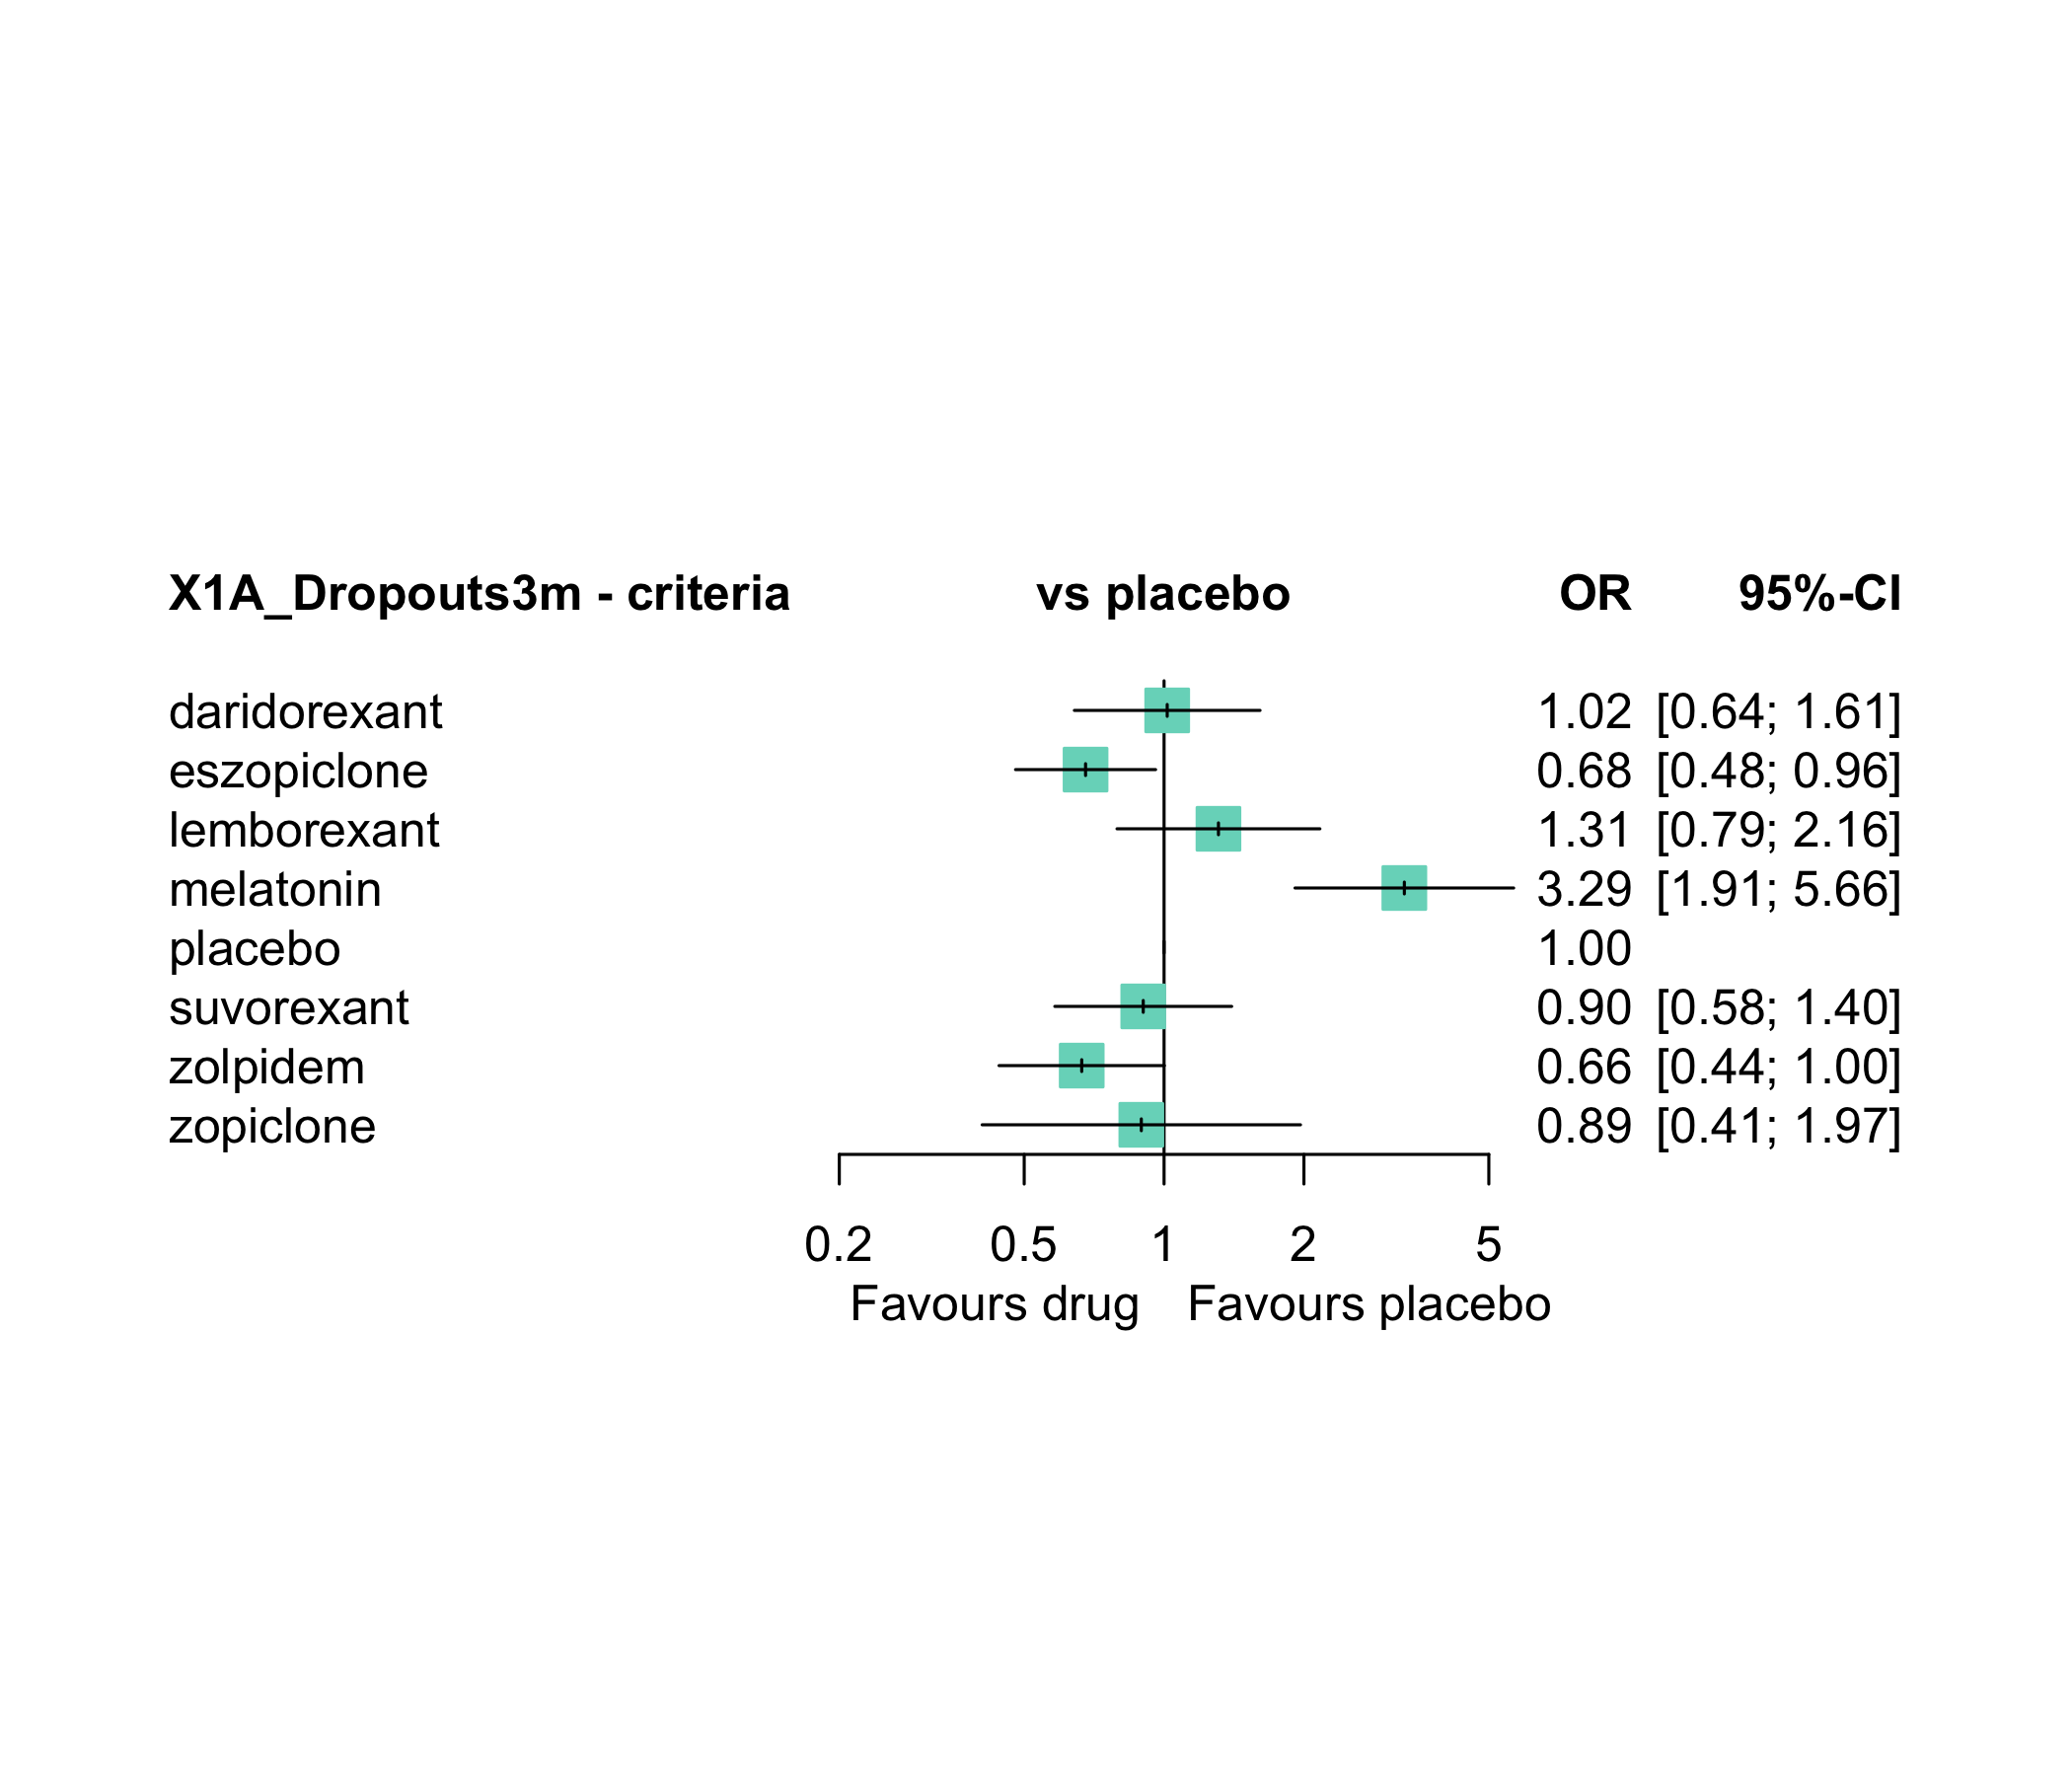 X1A_Dropouts3m - criteria vs placebo OR 95%-CI
daridorexant 1.02 [0.64; 1.61]
eszopiclone 0.68 [0.48; 0.96]
lemborexant 1.31 [0.79; 2.16]
melatonin 3.29 [1.91; 5.66]
placebo 1.00
suvorexant 0.90 [0.58; 1.40]
zolpidem 0.66 [0.44; 1.00]
zopiclone 0.89 [0.41; 1.97]
0.2 0.5 1 2 5
Favours drug Favours placebo